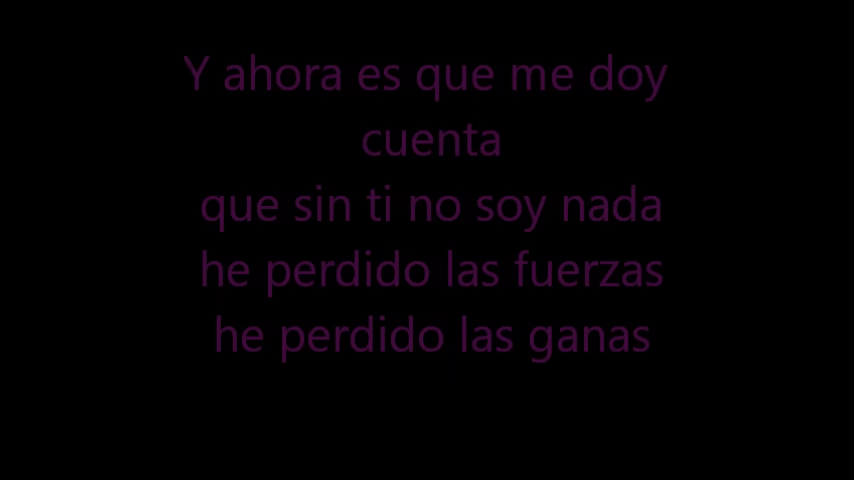 Y ahora es que me doy
cuenta
que sin ti no soy nada
he perdido las fuerzas
he perdido las ganas